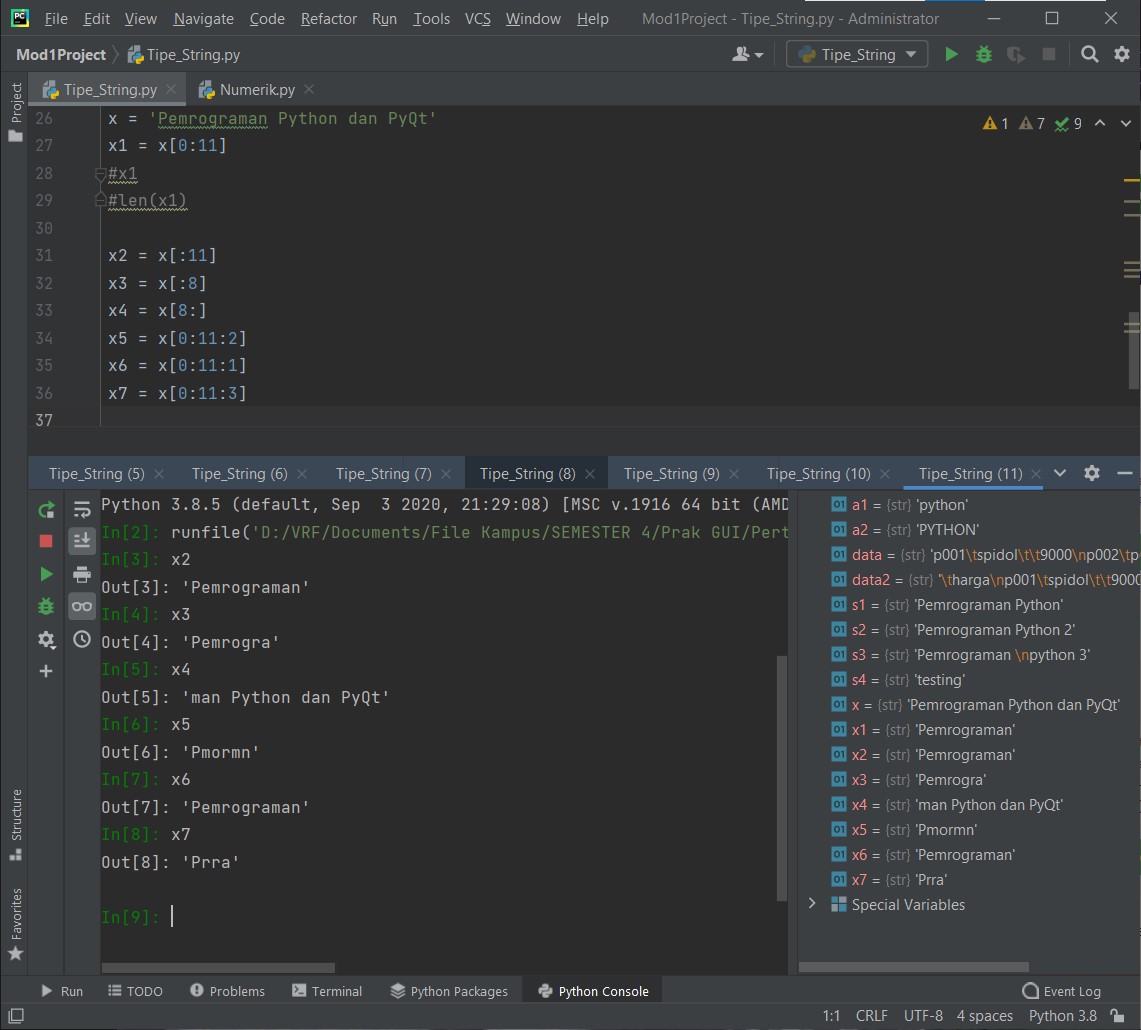 PC File Edit View Navigate Code Refactor Run Tools VCS Window Help Mod1Project - Tipe_String.py - Administrator
Mod1Project Tipe_String.py Tipe_String
Project
Tipe_String.py Numerik.py
26 x = 'Pemrograman Python dan PyQt'
1 7 9
27 x1 = x[0:11]
28 #x1
29 #len(x1)
30
31 x2 = x[:11]
32 x3 = x[:8]
33 x4 = x[8:]
34 x5 = x[0:11:2]
35 x6 = x[0:11:1]
36 x7 = x[0:11:3]
37
Tipe_String (5) Tipe_String (6) Tipe_String (7) Tipe_String (8) Tipe_String (9) Tipe_String (10) Tipe_String (11)
Python 3.8.5 (default, Sep  3 2020, 21:29:08) [MSC v.1916 64 bit (AMD
In[2]: runfile('D:/VRF/Documents/File Kampus/SEMESTER 4/Prak GUI/Pert
In[3]: x2
Out[3]: 'Pemrograman'
In[4]: x3
Out[4]: 'Pemrogra'
In[5]: x4
Out[5]: 'man Python dan PyQt'
In[6]: x5
Out[6]: 'Pmormn'
In[7]: x6
Out[7]: 'Pemrograman'
In[8]: x7
Out[8]: 'Prra'
In[9]:
01 a1 = {str} 'python'
01 a2 = {str} 'PYTHON'
01 data = {str} 'p001\tspidol\t\t9000\np002\tp
01 data2 = {str} '\tharga\np001\tspidol\t\t9000
01 s1 = {str} 'Pemrograman Python'
01 s2 = {str} 'Pemrograman Python 2'
01 s3 = {str} 'Pemrograman \npython 3'
01 s4 = {str} 'testing'
01 x = {str} 'Pemrograman Python dan PyQt'
01 x1 = {str} 'Pemrograman'
01 x2 = {str} 'Pemrograman'
01 x3 = {str} 'Pemrogra'
01 x4 = {str} 'man Python dan PyQt'
01 x5 = {str} 'Pmormn'
01 x6 = {str} 'Pemrograman'
01 x7 = {str} 'Prra'
Special Variables
Structure
Favorites
Run TODO Problems Terminal Python Packages Python Console Event Log
1:1 CRLF UTF-8 4 spaces Python 3.8